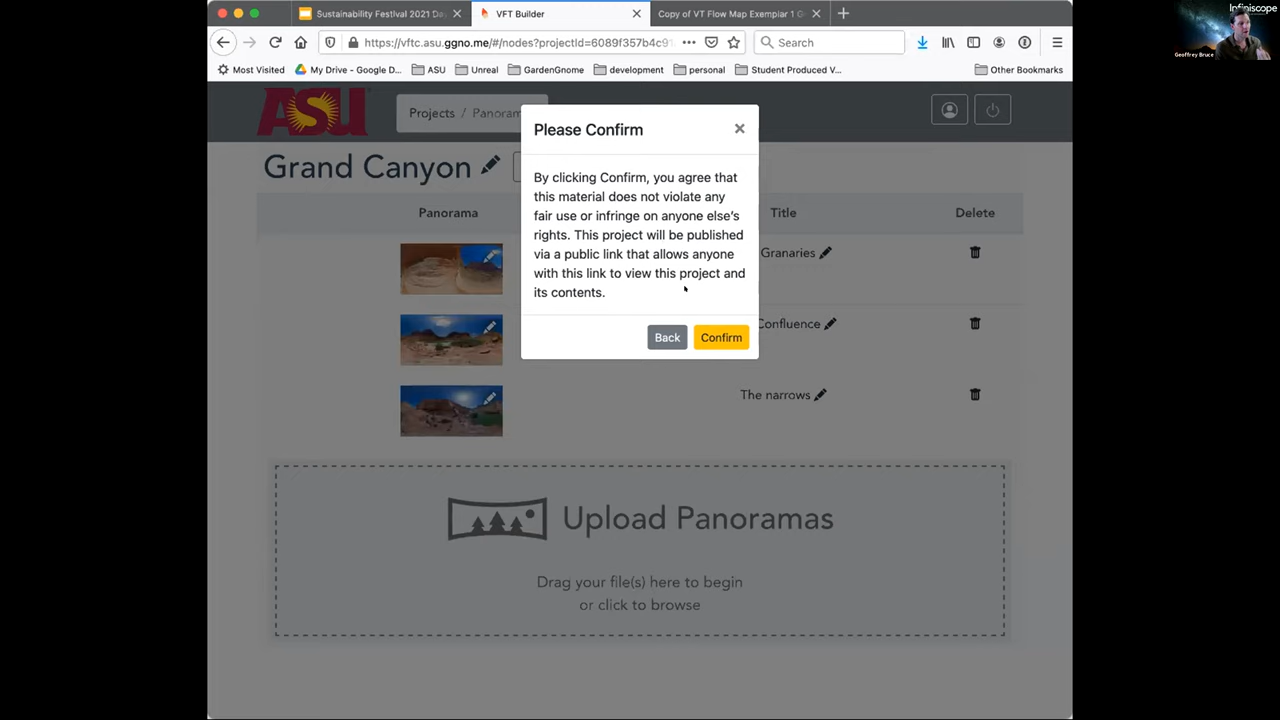 Sustainability Festival 2021 Da
VFT Builder
Copy of VT Flow Map Exemplar 1 G
https://vftc.asu.ggno.me/#/nodes?projectId=6089f357b4c91
Search
Most Visited
My Drive - Google D...
ASU
Unreal
GardenGnome
development
personal
Student Produced V...
Other Bookmarks
Infiniscope
Geoffrey Bruce
ASU
Projects / Panoram
Grand Canyon
Panorama
Title
Delete
Granaries
Confluence
The narrows
Please Confirm
By clicking Confirm, you agree that
this material does not violate any
fair use or infringe on anyone else's
rights. This project will be published
via a public link that allows anyone
with this link to view this project and
its contents.
Back
Confirm
Upload Panoramas
Drag your file(s) here to begin
or click to browse